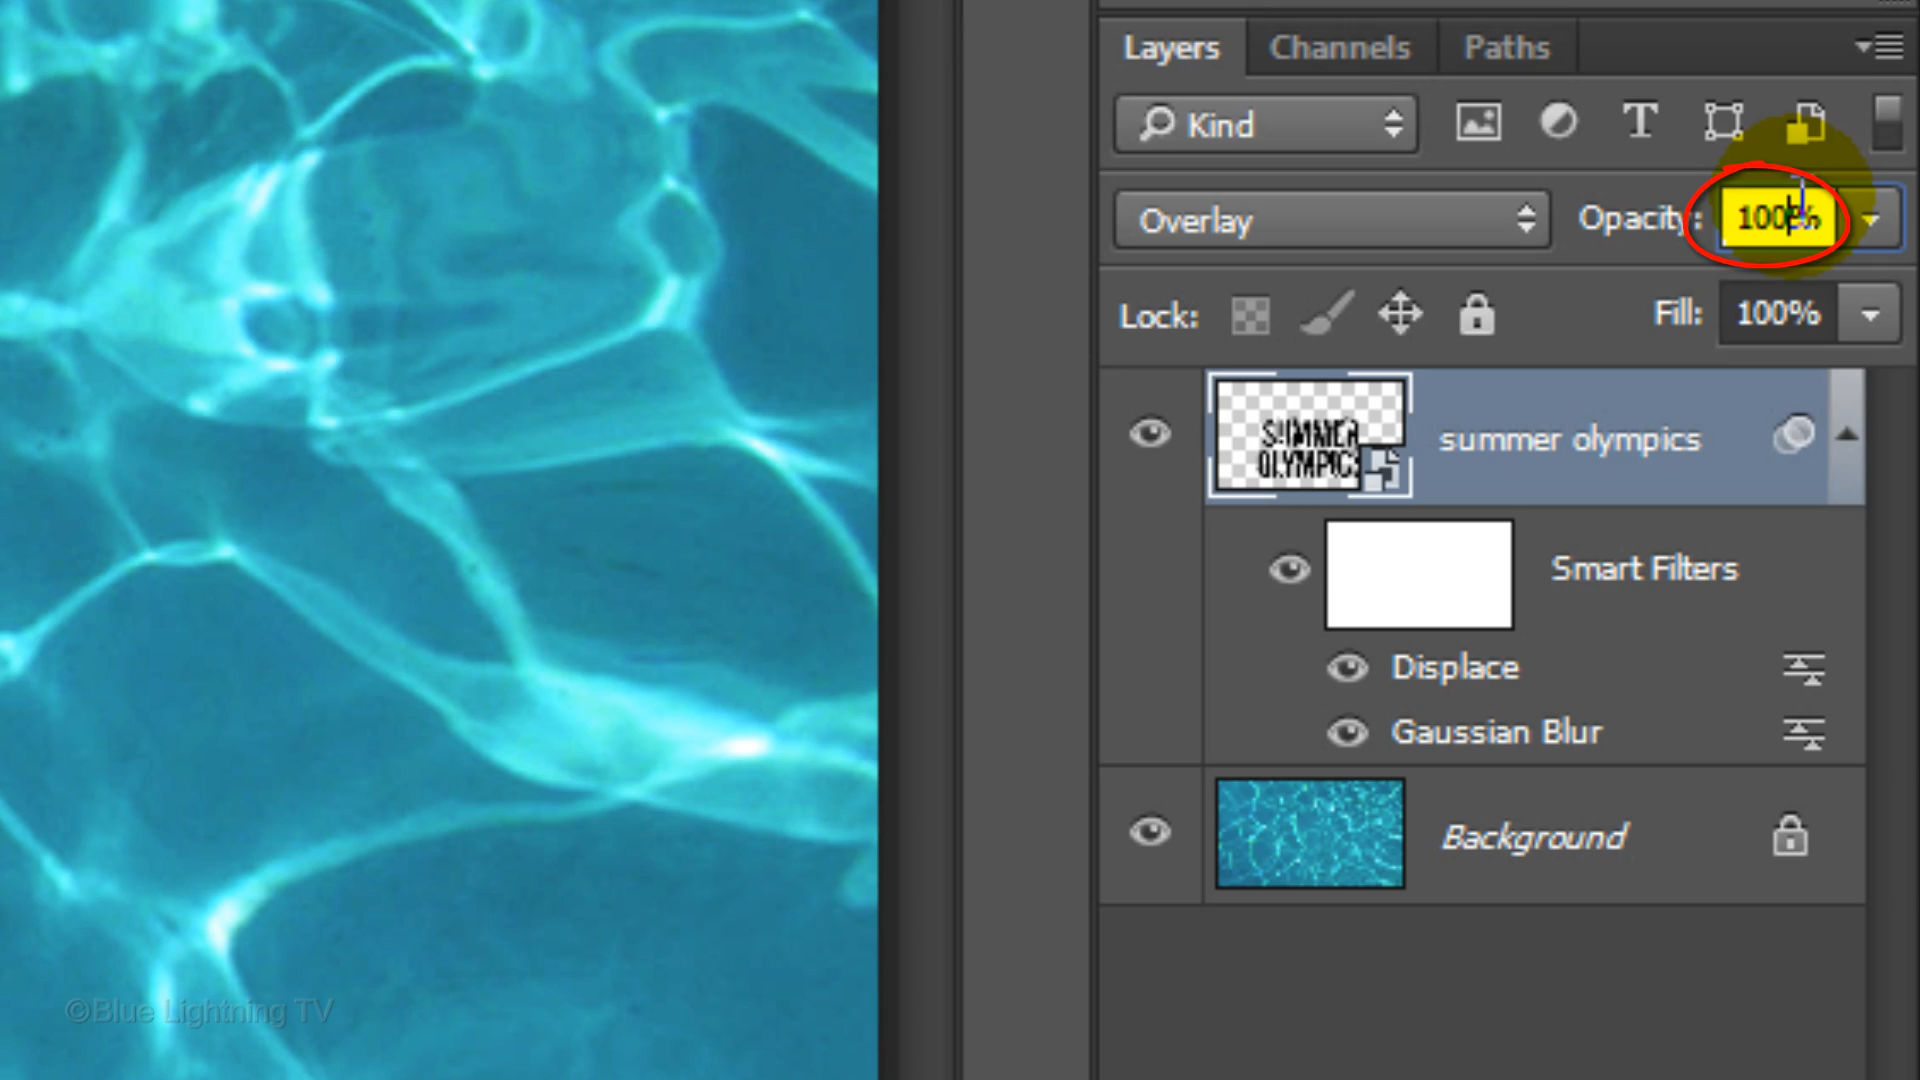 Layers Channels Paths
Kind T
Overlay Opacity: 100%
Lock: Fill: 100%
SUMMER
OLYMPICS
summer olympics
Smart Filters
Displace
Gaussian Blur
Background
©Blue Lightning TV